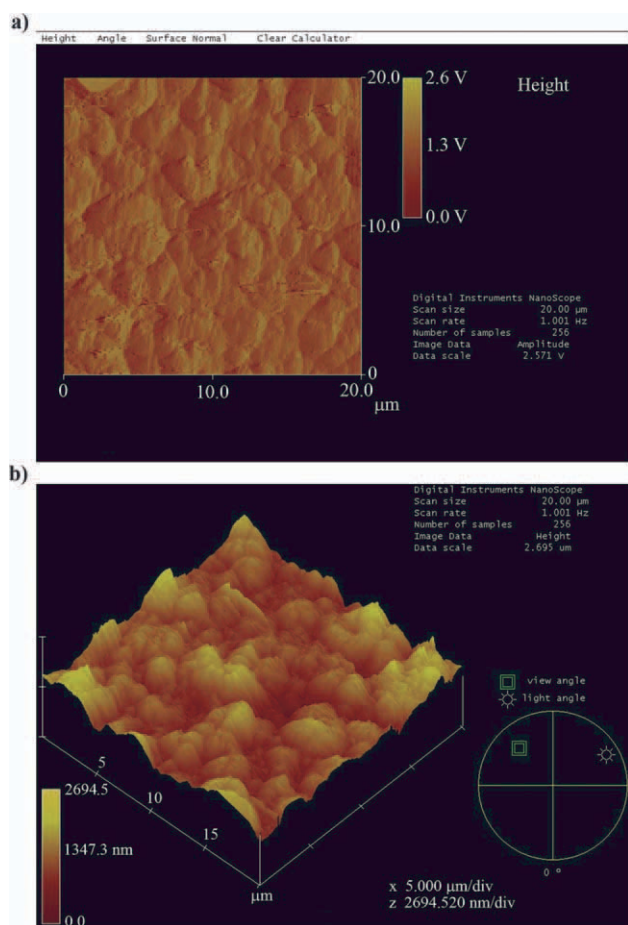 a)
Height Angle Surface Normal Clear Calculator
20.0 2.6 V Height
1.3 V
10.0 0.0 V
Digital Instruments NanoScope
Scan size 20.00 µm
Scan rate 1.001 Hz
Number of samples 256
Image Data Amplitude
Data scale 2.571 V
0
0 10.0 20.0
µm
b)
Digital Instruments NanoScope
Scan size 20.00 µm
Scan rate 1.001 Hz
Number of samples 256
Image Data Height
Data scale 2.695 um
view angle
light angle
5
10
15
µm
2694.5
1347.3 nm
0.0
0 °
x 5.000 µm/div
z 2694.520 nm/div